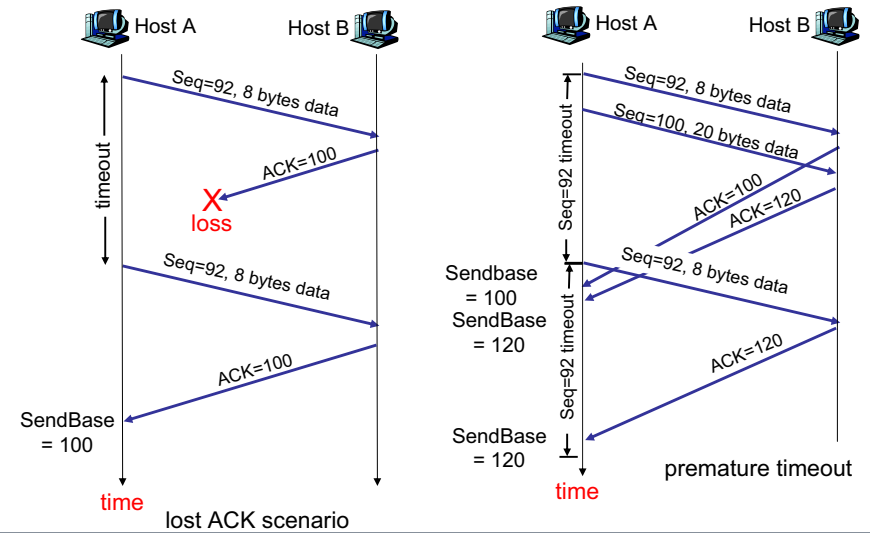 Host A
Host B
Seq=92, 8 bytes data
timeout
ACK=100
X
loss
Seq=92, 8 bytes data
ACK=100
SendBase
= 100
time
lost ACK scenario
Host A
Host B
Seq=92, 8 bytes data
Seq=100, 20 bytes data
Seq=92 timeout
ACK=100
ACK=120
Seq=92, 8 bytes data
Sendbase
= 100
SendBase
= 120
Seq=92 timeout
ACK=120
SendBase
= 120
premature timeout
time